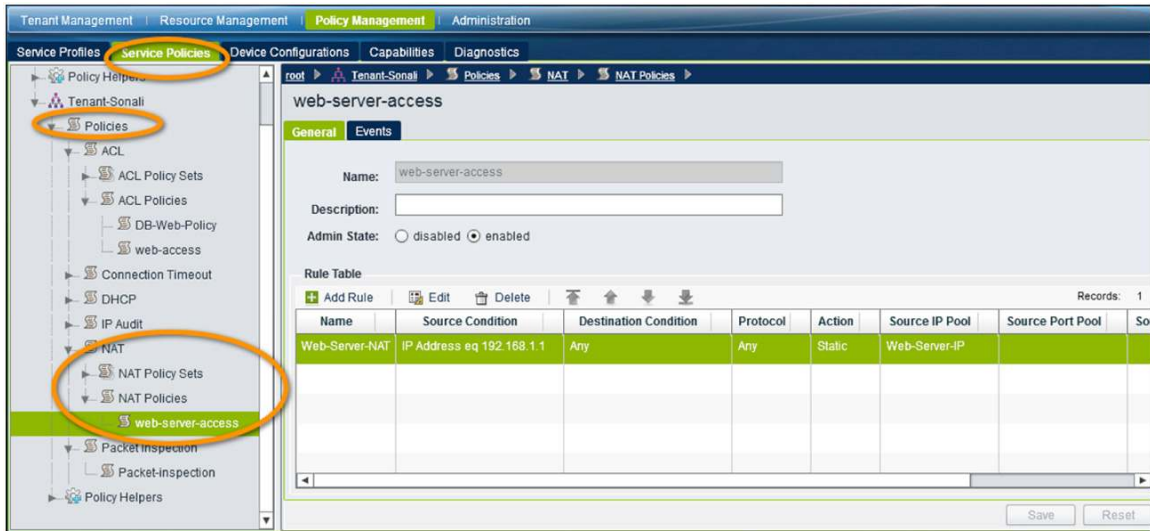 Tenant Management | Resource Management | Policy Management | Administration
Service Profiles Service Policies Device Configurations Capabilities Diagnostics
Policy Helpers
Tenant-Sonali
Policies
ACL
ACL Policy Sets
ACL Policies
DB-Web-Policy
web-access
Connection Timeout
DHCP
IP Audit
NAT
NAT Policy Sets
NAT Policies
web-server-access
Packet Inspection
Packet-inspection
Policy Helpers
root Tenant-Sonali Policies NAT NAT Policies
web-server-access
General Events
Name: web-server-access
Description:
Admin State: disabled enabled
Rule Table
Add Rule Edit Delete Records: 1
Name Source Condition Destination Condition Protocol Action Source IP Pool Source Port Pool So
Web-Server-NAT IP Address eq 192.168.1.1 Any Any Static Web-Server-IP
Save Reset